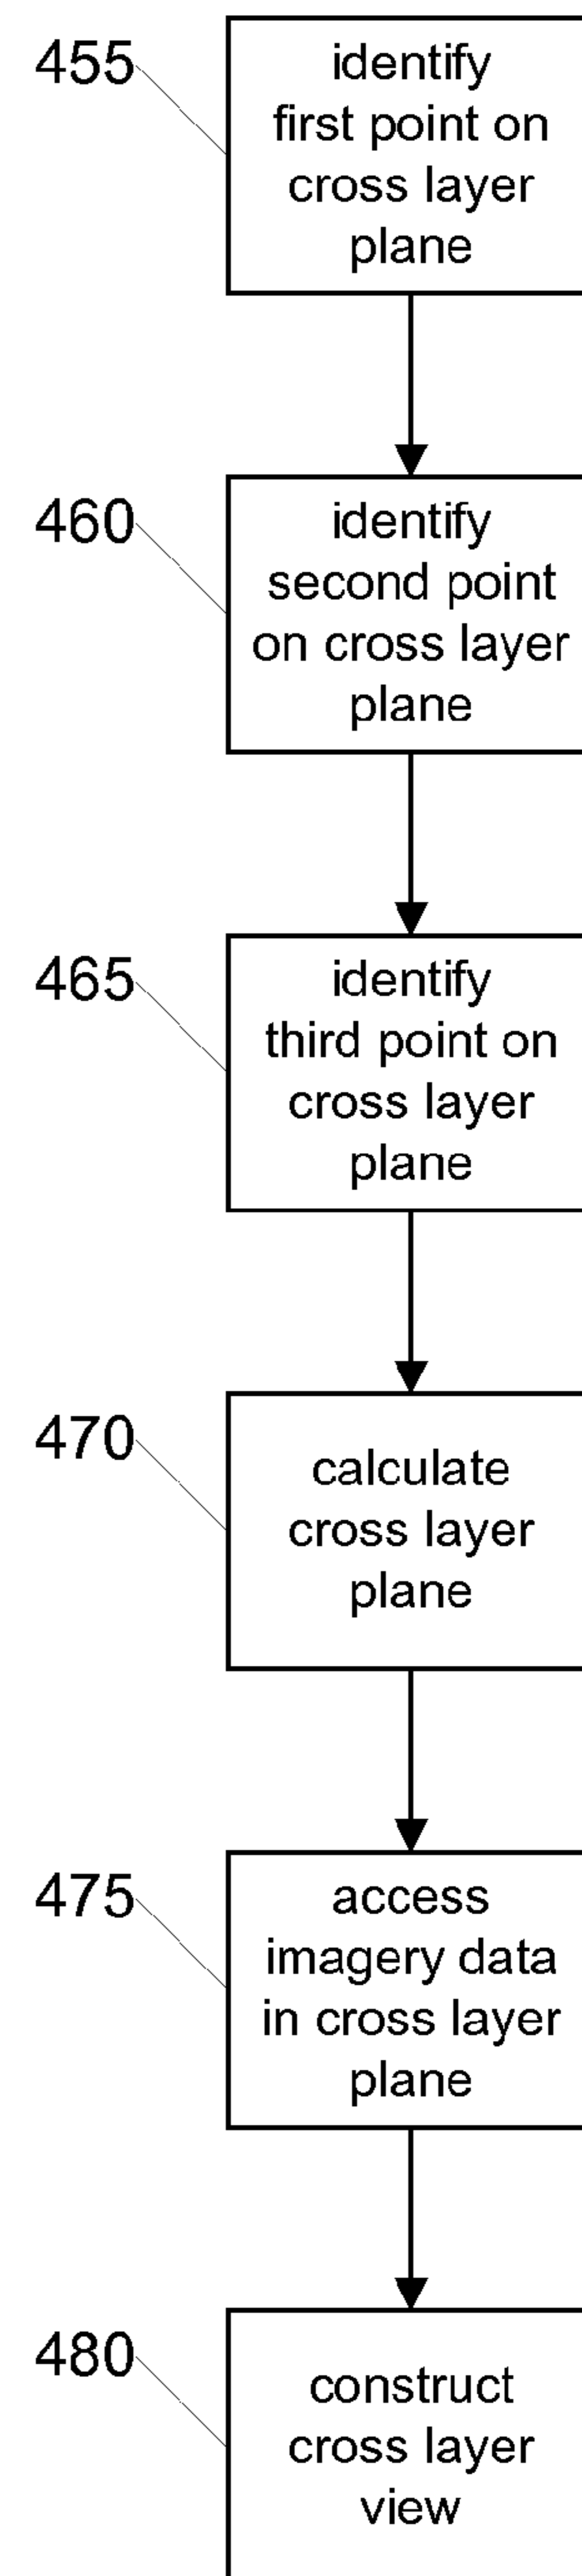 455
identify
first point on
cross layer
plane
460
identify
second point
on cross layer
plane
465
identify
third point on
cross layer
plane
470
calculate
cross layer
plane
475
access
imagery data
in cross layer
plane
480
construct
cross layer
view